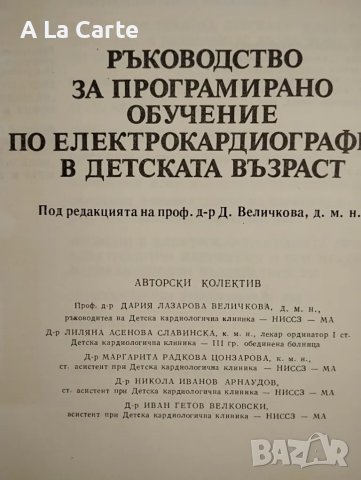 A La Carte
РЪКОВОДСТВО
ЗА ПРОГРАМИРАНО
ОБУЧЕНИЕ
ПО ЕЛЕКТРОКАРДИОГРАФИ
В ДЕТСКАТА ВЪЗРАСТ
Под редакцията на проф. д-р Д. Величкова, д. м. н.
АВТОРСКИ КОЛЕКТИВ
Проф. д-р ДАРИЯ ЛАЗАРОВА ВЕЛИЧКОВА, д. м. н.,
ръководител на Детска кардиологична клиника — НИССЗ — МА
Д-р ЛИЛЯНА АСЕНОВА СЛАВИНСКА, к. м. н., лекар ординатор I ст.
Детска кардиологична клиника — III гр. обединена болница
Д-р МАРГАРИТА РАДКОВА ЦОНЗАРОВА, к. м. н.,
ст. асистент при Детска кардиологична клиника — НИССЗ — МА
Д-р НИКОЛА ИВАНОВ АРНАУДОВ,
ст. асистент при Детска кардиологична клиника — НИССЗ — МА
Д-р ИВАН ГЕТОВ ВЕЛКОВСКИ,
асистент при Детска кардиологична клиника — НИССЗ — МА
BAZAR
bg